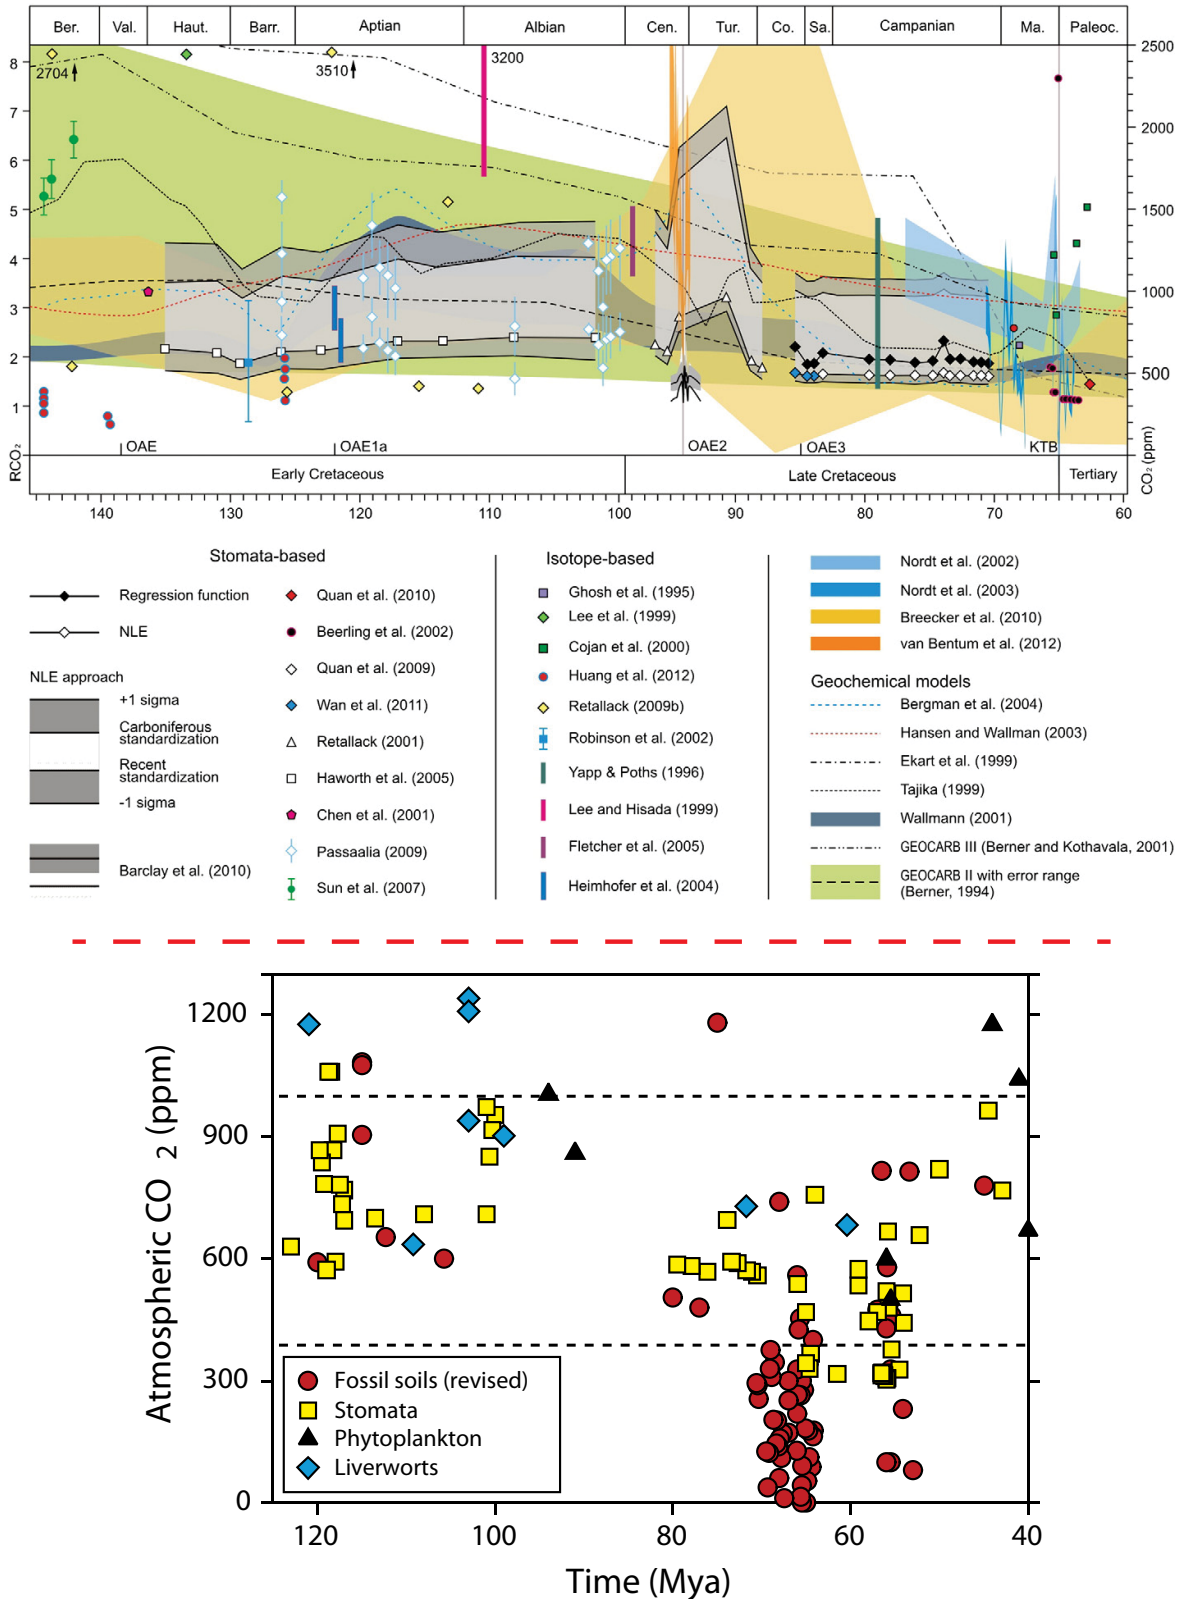 Ber. Val. Haut. Barr. Aptian Albian Cen. Tur. Co. Sa. Campanian Ma. Paleoc.
8 7 6 5 4 3 2 1
RCO₂
2500 2000 1500 1000 500
CO₂ (ppm)
2704
3510
3200
OAE OAE1a OAE2 OAE3 KTB
Early Cretaceous Late Cretaceous Tertiary
140 130 120 110 100 90 80 70 60
Stomata-based
Regression function
NLE
NLE approach
+1 sigma
Carboniferous
standardization
Recent
standardization
-1 sigma
Barclay et al. (2010)
Quan et al. (2010)
Beerling et al. (2002)
Quan et al. (2009)
Wan et al. (2011)
Retallack (2001)
Haworth et al. (2005)
Chen et al. (2001)
Passaalia (2009)
Sun et al. (2007)
Isotope-based
Ghosh et al. (1995)
Lee et al. (1999)
Cojan et al. (2000)
Huang et al. (2012)
Retallack (2009b)
Robinson et al. (2002)
Yapp & Poths (1996)
Lee and Hisada (1999)
Fletcher et al. (2005)
Heimhofer et al. (2004)
Nordt et al. (2002)
Nordt et al. (2003)
Breecker et al. (2010)
van Bentum et al. (2012)
Geochemical models
Bergman et al. (2004)
Hansen and Wallman (2003)
Ekart et al. (1999)
Tajika (1999)
Wallmann (2001)
GEOCARB III (Berner and Kothavala, 2001)
GEOCARB II with error range
(Berner, 1994)
Atmospheric CO 2 (ppm)
1200
900
600
300
0
Fossil soils (revised)
Stomata
Phytoplankton
Liverworts
120 100 80 60 40
Time (Mya)